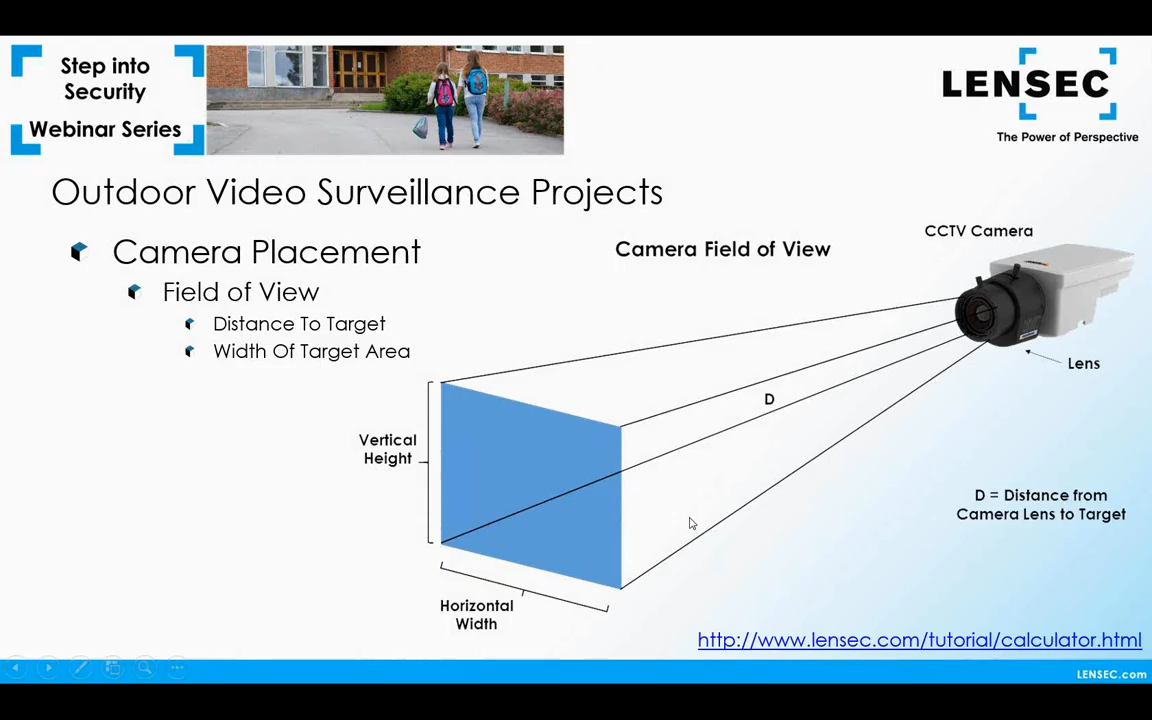 Step into
Security
Webinar Series
LENSEC
The Power of Perspective
Outdoor Video Surveillance Projects
Camera Placement
Field of View
Distance To Target
Width Of Target Area
Camera Field of View
CCTV Camera
Lens
D
Vertical
Height
Horizontal
Width
D = Distance from
Camera Lens to Target
http://www.lensec.com/tutorial/calculator.html
LENSEC.com